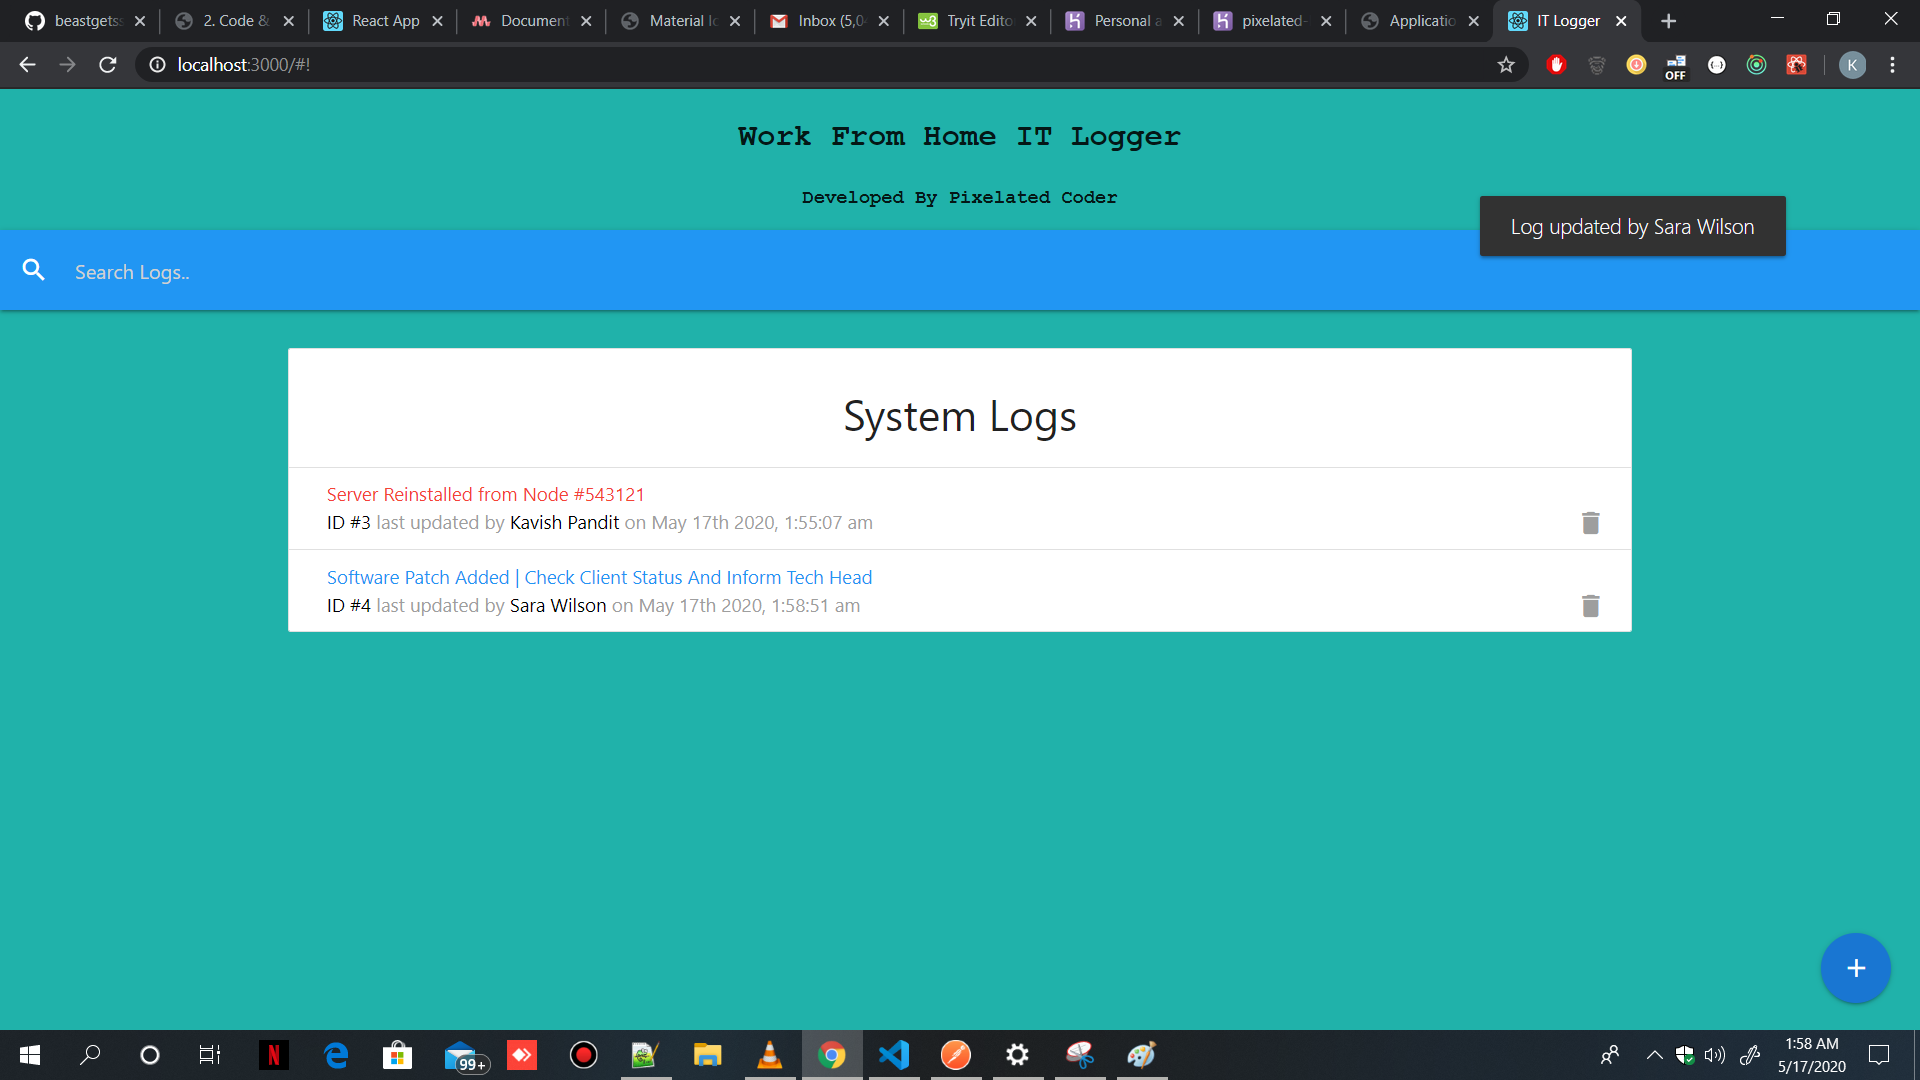 beastgetss
2. Code &
React App
Document
Material Ic
Inbox (5,0
Tryit Edito
Personal a
pixelated-
Applicatio
IT Logger
localhost:3000/#!
OFF
K
Work From Home IT Logger
Developed By Pixelated Coder
Log updated by Sara Wilson
Search Logs..
System Logs
Server Reinstalled from Node #543121
ID #3 last updated by Kavish Pandit on May 17th 2020, 1:55:07 am
Software Patch Added | Check Client Status And Inform Tech Head
ID #4 last updated by Sara Wilson on May 17th 2020, 1:58:51 am
+
99+
1:58 AM
5/17/2020